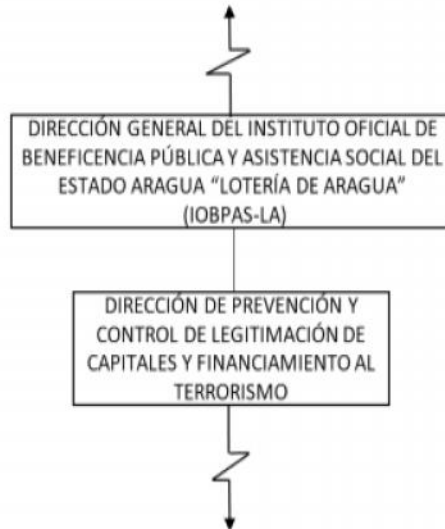 DIRECCIÓN GENERAL DEL INSTITUTO OFICIAL DE
BENEFICENCIA PÚBLICA Y ASISTENCIA SOCIAL DEL
ESTADO ARAGUA “LOTERÍA DE ARAGUA”
(IOBPAS-LA)
DIRECCIÓN DE PREVENCIÓN Y
CONTROL DE LEGITIMACIÓN DE
CAPITALES Y FINANCIAMIENTO AL
TERRORISMO